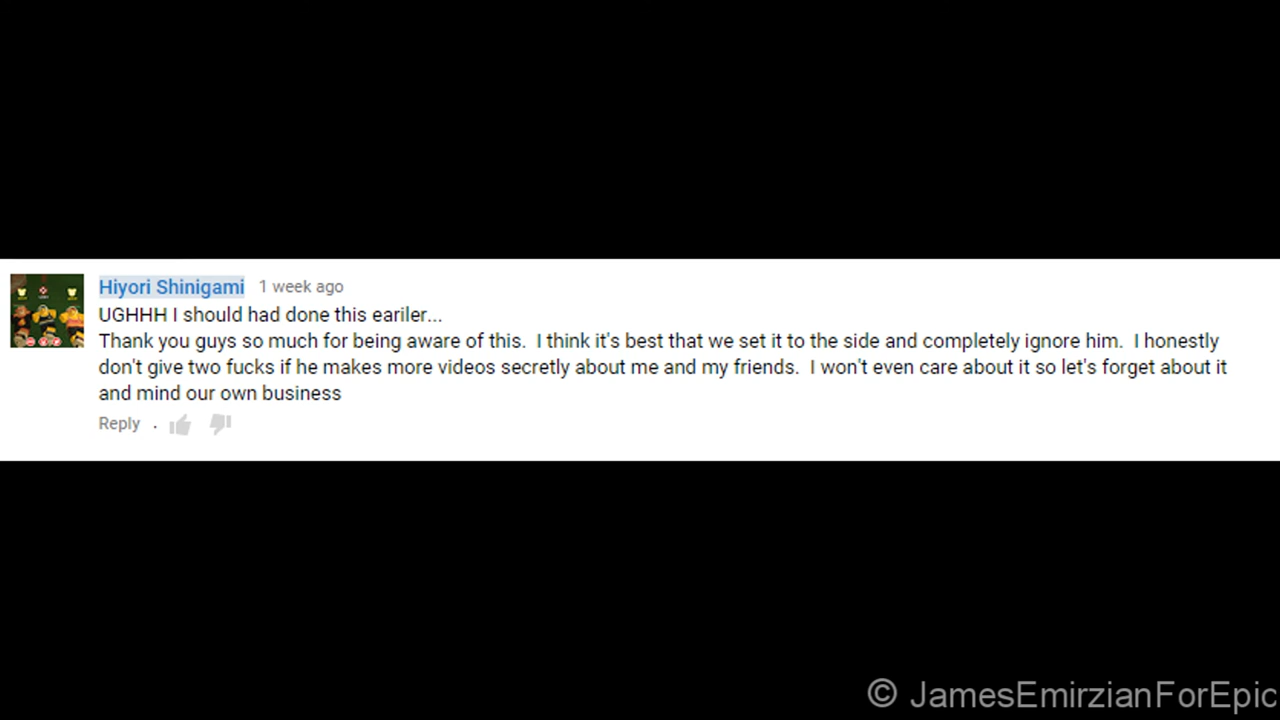 Hiyori Shinigami 1 week ago
UGHHH I should had done this eariler...
Thank you guys so much for being aware of this.  I think it's best that we set it to the side and completely ignore him.  I honestly
don't give two fucks if he makes more videos secretly about me and my friends.  I won't even care about it so let's forget about it
and mind our own business
Reply .
© JamesEmirzianForEpic